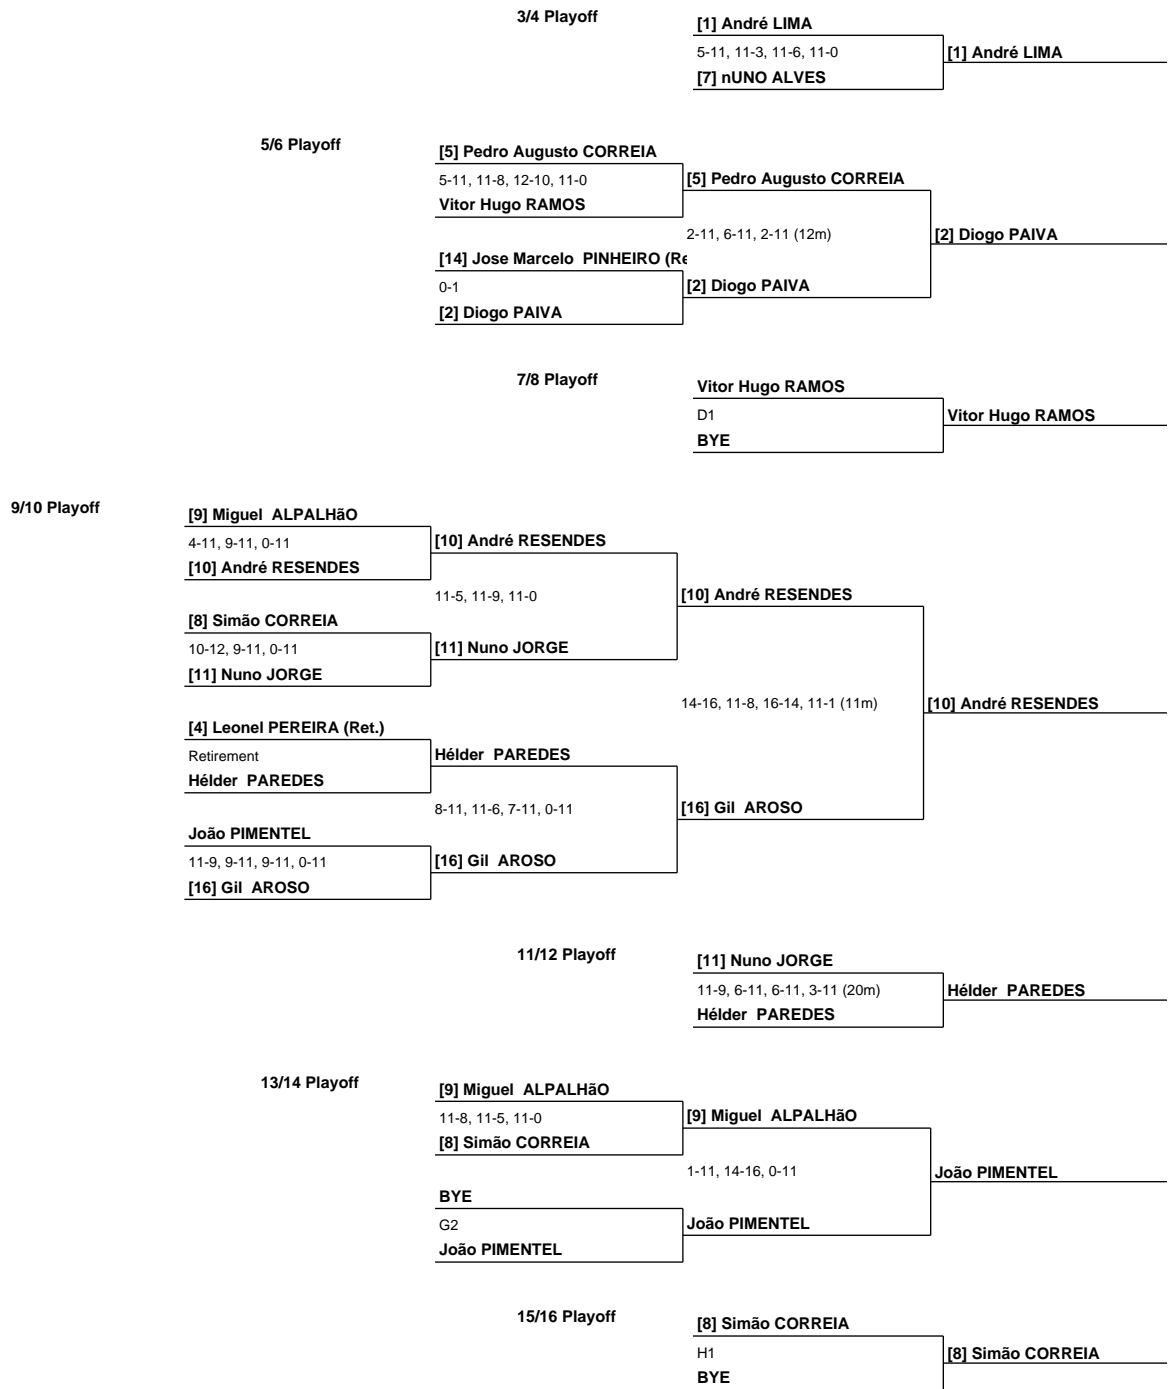 3/4 Playoff
[1] André LIMA
5-11, 11-3, 11-6, 11-0
[1] André LIMA
[7] nUNO ALVES
5/6 Playoff
[5] Pedro Augusto CORREIA
5-11, 11-8, 12-10, 11-0
[5] Pedro Augusto CORREIA
Vitor Hugo RAMOS
2-11, 6-11, 2-11 (12m)
[2] Diogo PAIVA
[14] Jose Marcelo PINHEIRO (Re
0-1
[2] Diogo PAIVA
[2] Diogo PAIVA
7/8 Playoff
Vitor Hugo RAMOS
D1
Vitor Hugo RAMOS
BYE
9/10 Playoff
[9] Miguel ALPALHãO
4-11, 9-11, 0-11
[10] André RESENDES
[10] André RESENDES
11-5, 11-9, 11-0
[10] André RESENDES
[8] Simão CORREIA
10-12, 9-11, 0-11
[11] Nuno JORGE
[11] Nuno JORGE
14-16, 11-8, 16-14, 11-1 (11m)
[10] André RESENDES
[4] Leonel PEREIRA (Ret.)
Retirement
Hélder PAREDES
Hélder PAREDES
8-11, 11-6, 7-11, 0-11
[16] Gil AROSO
João PIMENTEL
11-9, 9-11, 9-11, 0-11
[16] Gil AROSO
[16] Gil AROSO
11/12 Playoff
[11] Nuno JORGE
11-9, 6-11, 6-11, 3-11 (20m)
Hélder PAREDES
Hélder PAREDES
13/14 Playoff
[9] Miguel ALPALHãO
11-8, 11-5, 11-0
[9] Miguel ALPALHãO
[8] Simão CORREIA
1-11, 14-16, 0-11
João PIMENTEL
BYE
G2
João PIMENTEL
João PIMENTEL
15/16 Playoff
[8] Simão CORREIA
H1
[8] Simão CORREIA
BYE